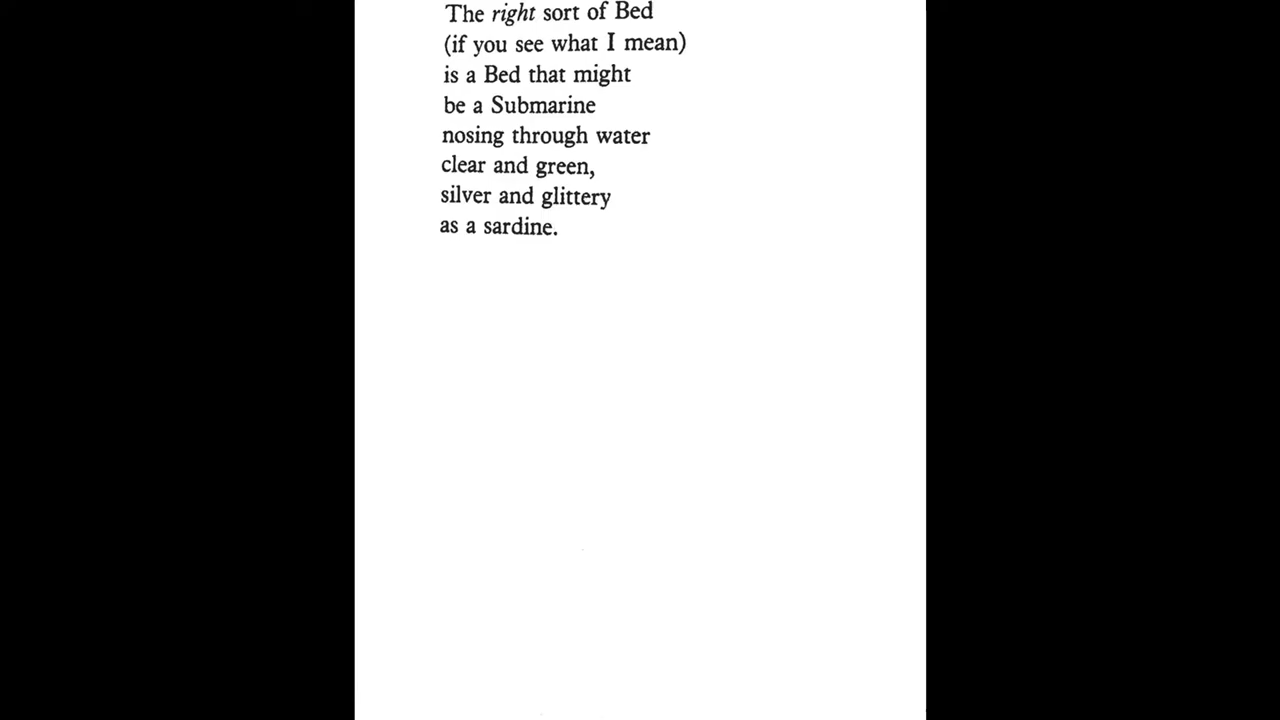 The right sort of Bed
(if you see what I mean)
is a Bed that might
be a Submarine
nosing through water
clear and green,
silver and glittery
as a sardine.